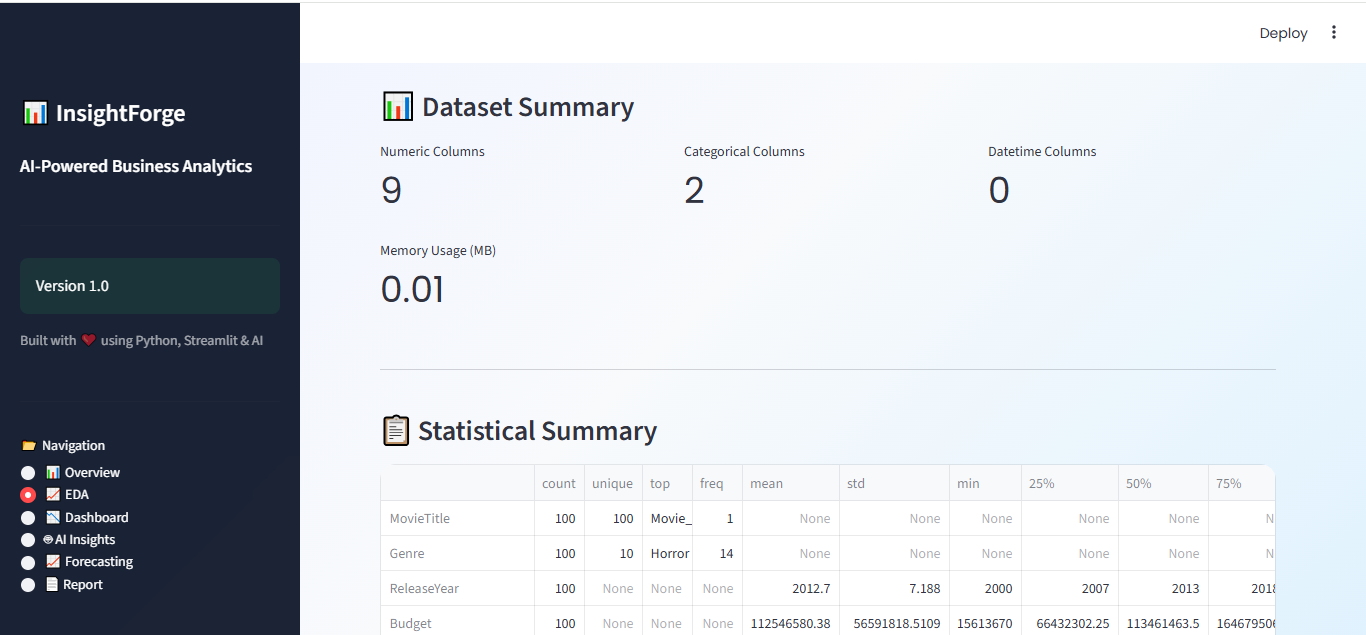 Deploy
InsightForge
AI-Powered Business Analytics
Version 1.0
Built with ❤️ using Python, Streamlit & AI
Navigation
Overview
EDA
Dashboard
AI Insights
Forecasting
Report
Dataset Summary
Numeric Columns Categorical Columns Datetime Columns
9 2 0
Memory Usage (MB)
0.01
Statistical Summary
count unique top freq mean std min 25% 50% 75%
MovieTitle 100 100 Movie_ 1 None None None None None N
Genre 100 10 Horror 14 None None None None None N
ReleaseYear 100 None None None 2012.7 7.188 2000 2007 2013 2018
Budget 100 None None None 112546580.38 56591818.5109 15613670 66432302.25 113461463.5 164679506